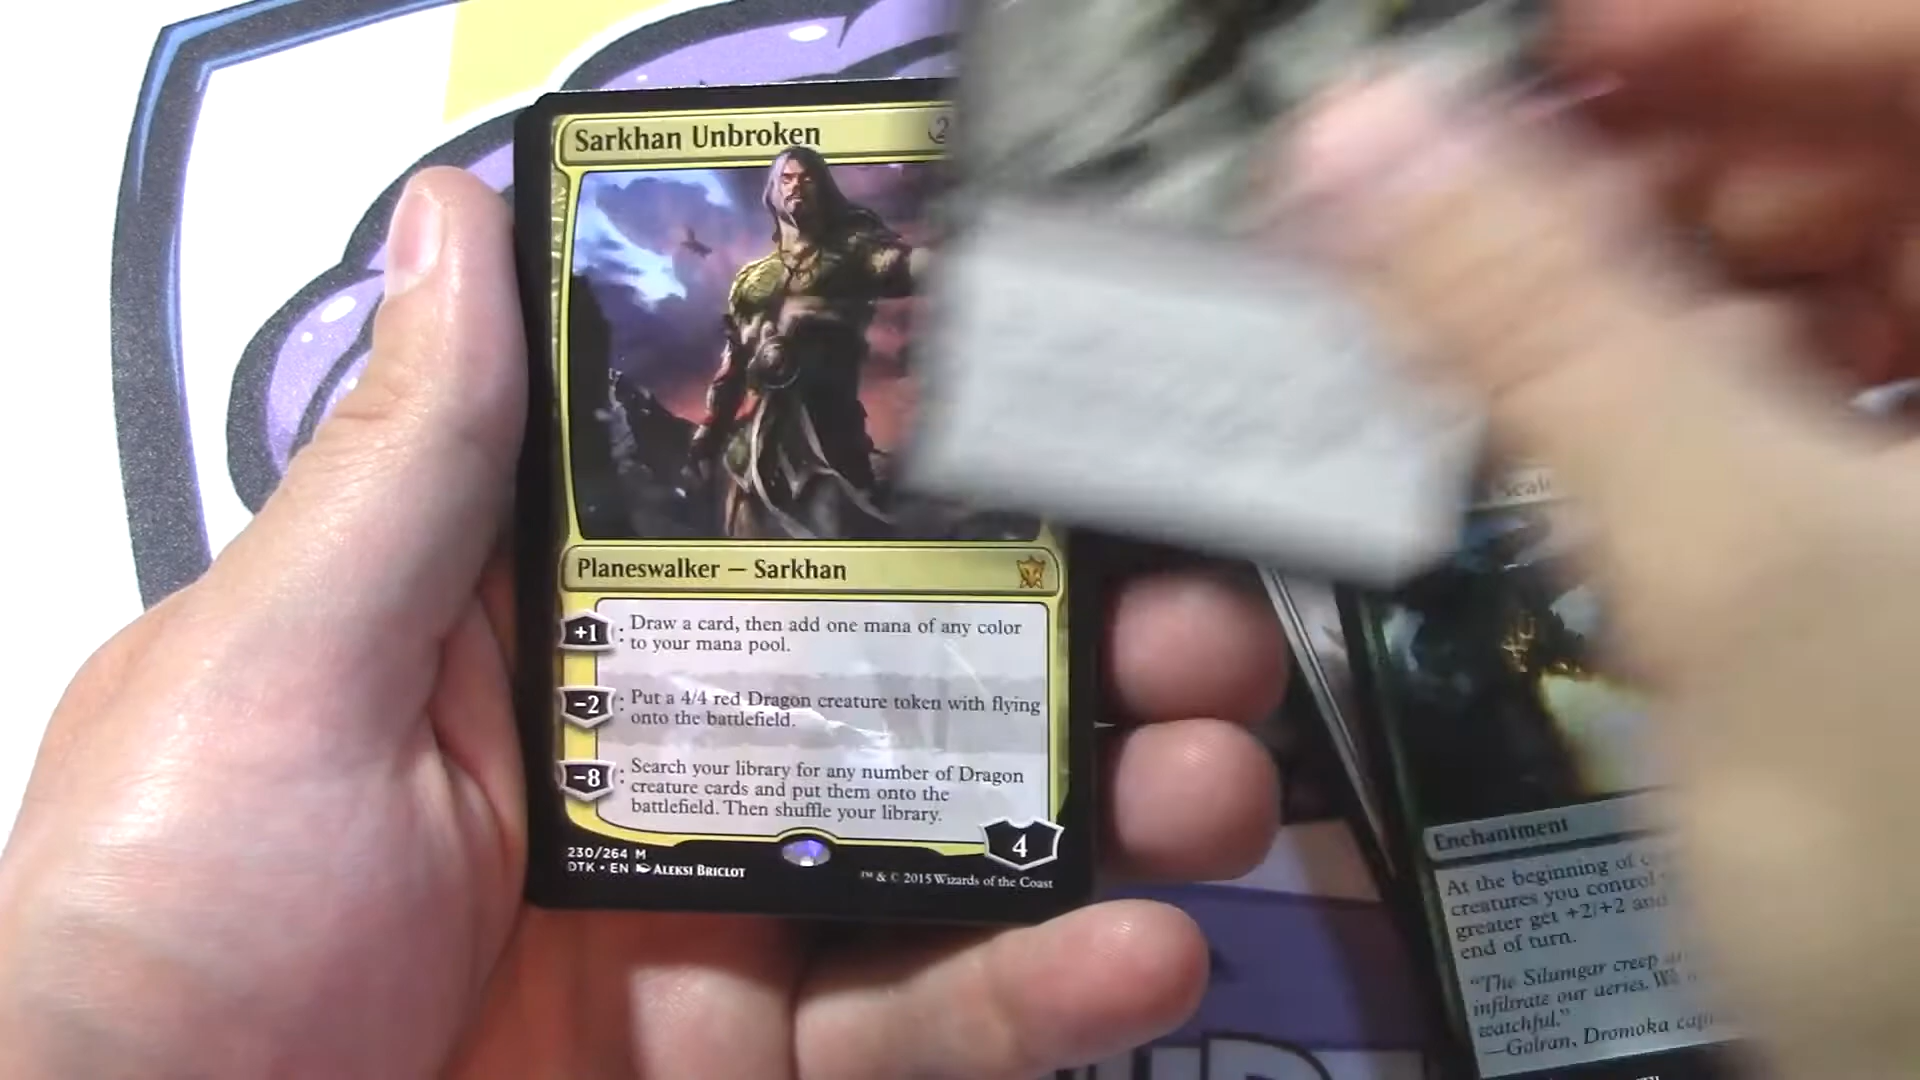 Sarkhan Unbroken
2
Planeswalker — Sarkhan
+1 : Draw a card, then add one mana of any color
to your mana pool.
-2 : Put a 4/4 red Dragon creature token with flying
onto the battlefield.
-8 : Search your library for any number of Dragon
creature cards and put them onto the
battlefield. Then shuffle your library.
4
230/264 M
DTK • EN ALEKSI BRICLOT
™ & © 2015 Wizards of the Coast
Enchantment
At the beginning of
creatures you control
greater get +2/+2 and
end of turn.
"The Silumgar creep
infiltrate our aeries. We
watchful."
—Golran, Dromoka